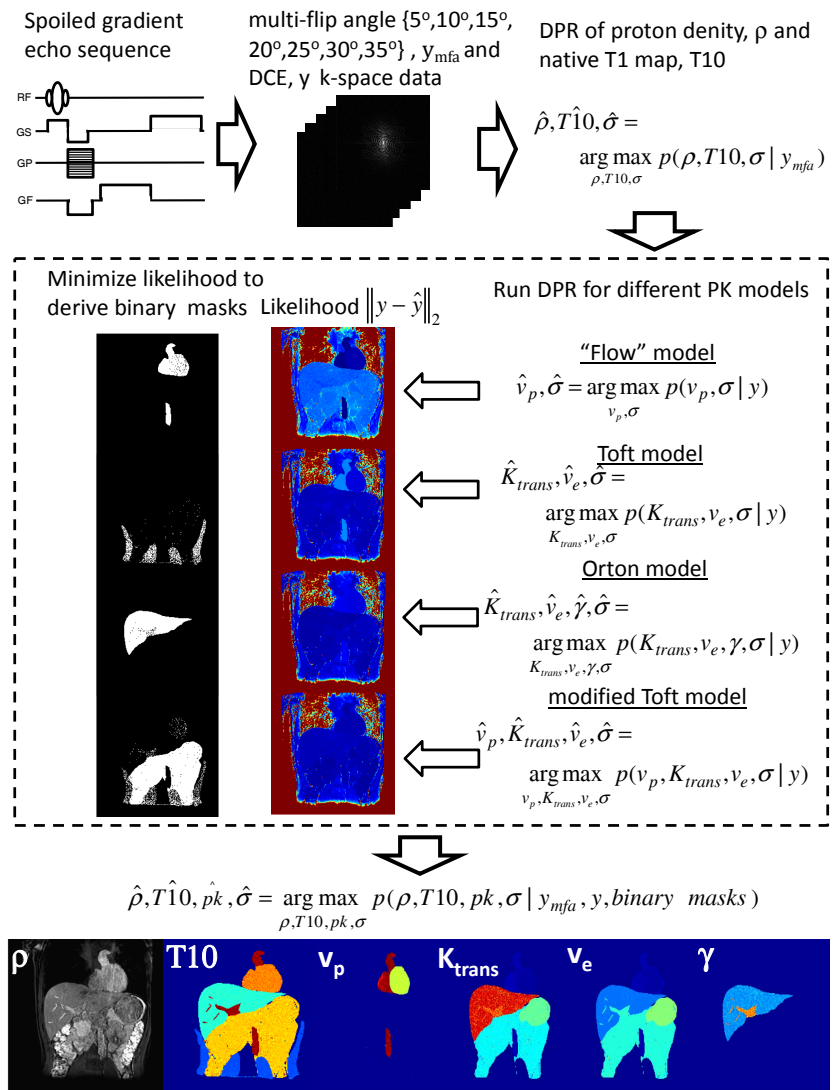 Spoiled gradient
echo sequence
RF
GS
GP
GF
multi-flip angle {5°,10°,15°,
20°,25°,30°,35°} , y_mfa and
DCE, y k-space data
DPR of proton denity, ρ and
native T1 map, T10
ρ̂, T1̂0, σ̂ =
arg max p(ρ,T10,σ | y_mfa)
ρ,T10,σ
Minimize likelihood to
derive binary masks
Likelihood ‖y − ŷ‖₂
Run DPR for different PK models
"Flow" model
v̂_p, σ̂ = arg max p(v_p, σ | y)
v_p,σ
Toft model
K̂_trans, v̂_e, σ̂ =
arg max p(K_trans, v_e, σ | y)
K_trans,v_e,σ
Orton model
K̂_trans, v̂_e, γ̂, σ̂ =
arg max p(K_trans, v_e, γ, σ | y)
K_trans,v_e,γ,σ
modified Toft model
v̂_p, K̂_trans, v̂_e, σ̂ =
arg max p(v_p, K_trans, v_e, σ | y)
v_p,K_trans,v_e,σ
ρ̂, T1̂0, p̂k, σ̂ = arg max p(ρ,T10, pk, σ | y_mfa, y, binary masks)
ρ,T10,pk,σ
ρ
T10
v_p
K_trans
v_e
γ